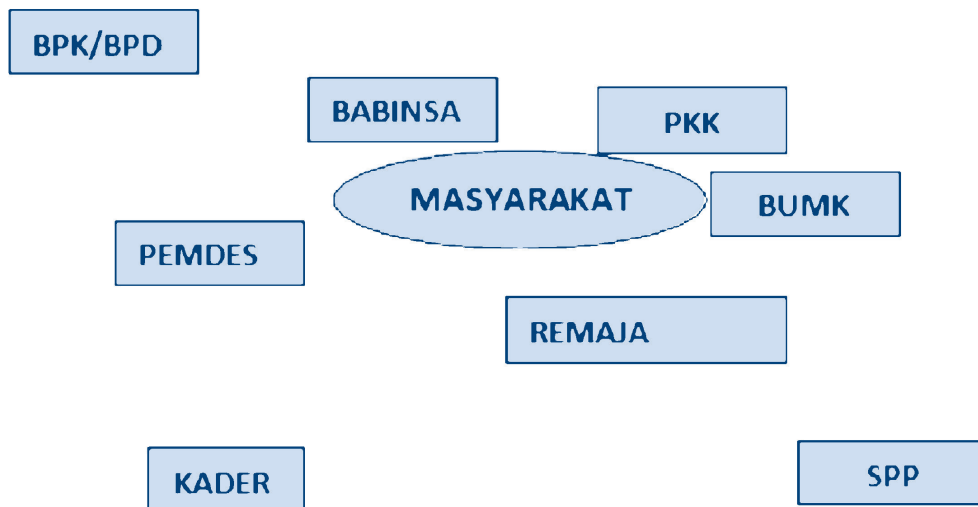 BPK/BPD
BABINSA
PKK
MASYARAKAT
BUMK
PEMDES
REMAJA
KADER
SPP